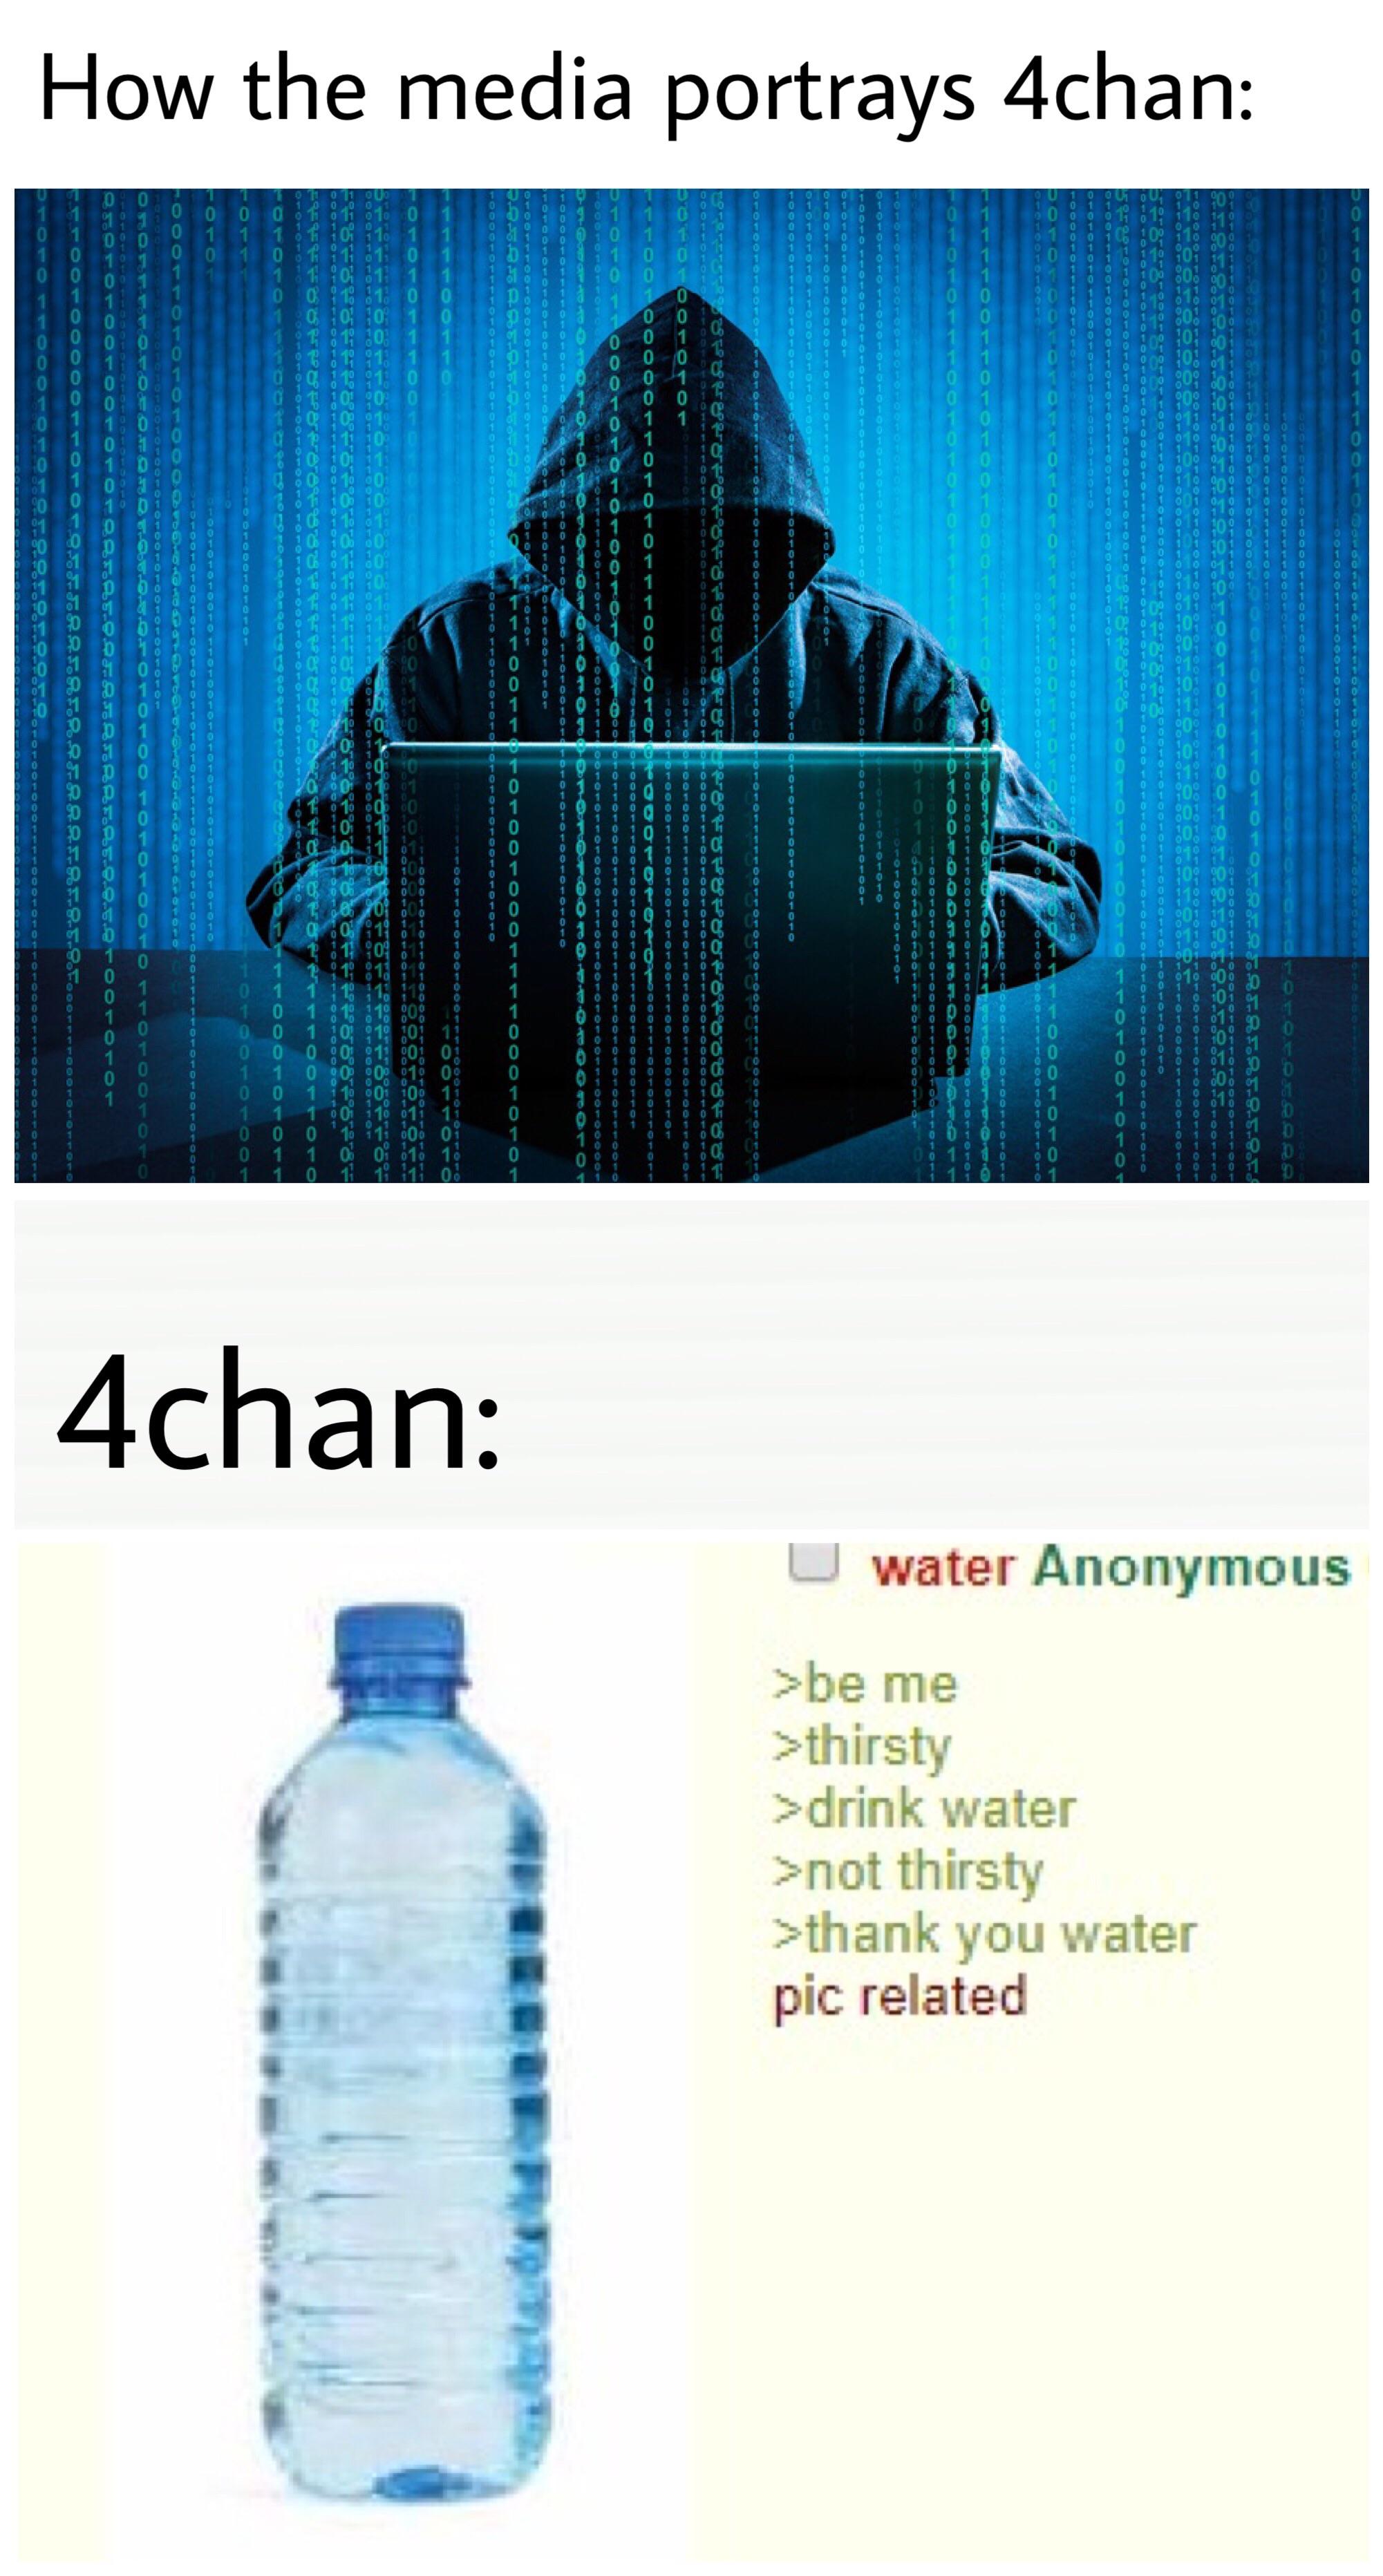 How the media portrays 4chan:
4chan:
water Anonymous
>be me
>thirsty
>drink water
>not thirsty
>thank you water
pic related